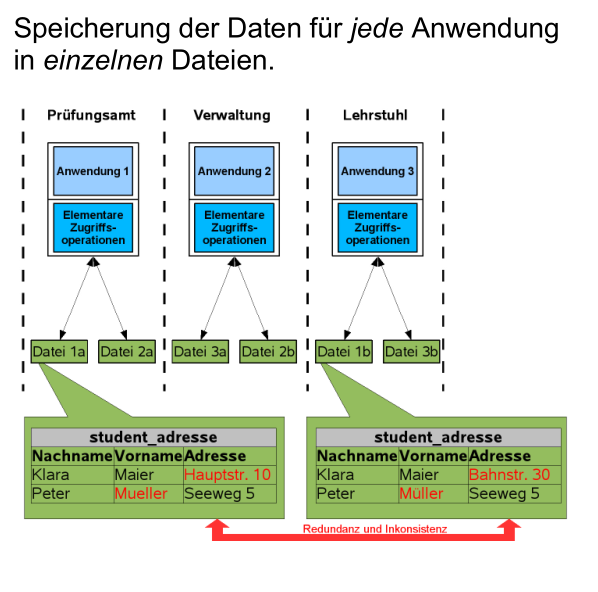 Speicherung der Daten für jede Anwendung
in einzelnen Dateien.
Prüfungsamt
Verwaltung
Lehrstuhl
Anwendung 1
Anwendung 2
Anwendung 3
Elementare
Zugriffs-
operationen
Elementare
Zugriffs-
operationen
Elementare
Zugriffs-
operationen
Datei 1a
Datei 2a
Datei 3a
Datei 2b
Datei 1b
Datei 3b
student_adresse
Nachname Vorname Adresse
Klara Maier Hauptstr. 10
Peter Mueller Seeweg 5
student_adresse
Nachname Vorname Adresse
Klara Maier Bahnstr. 30
Peter Müller Seeweg 5
Redundanz und Inkonsistenz